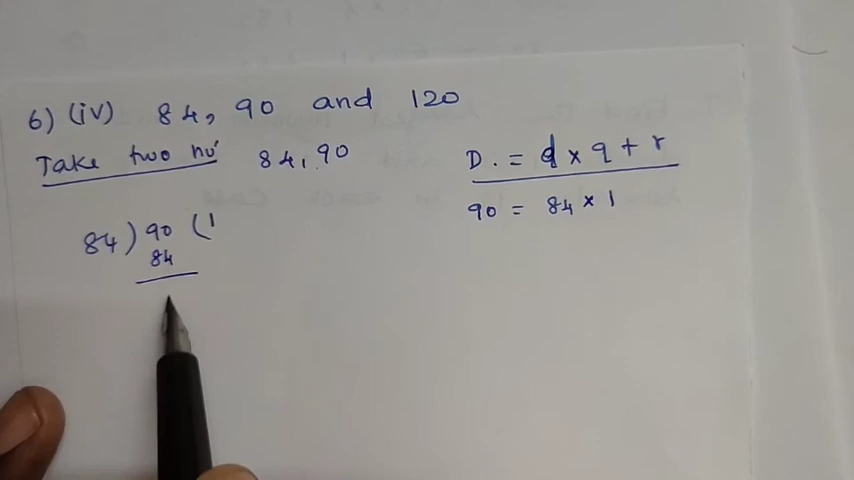 6) (iv) 84, 90 and 120
Take two no' 84, 90
D. = d × q + r
90 = 84 × 1
84 ) 90 ( 1
84